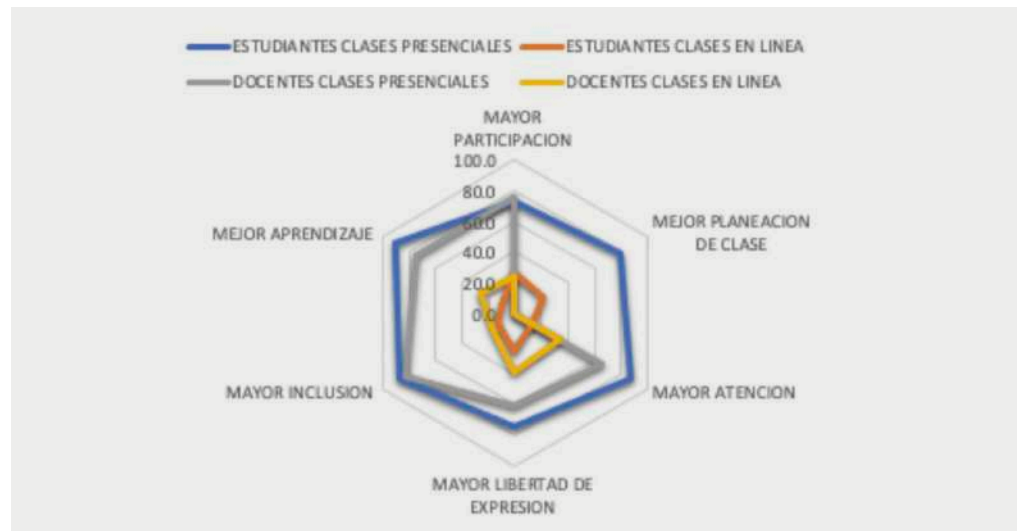 ESTUDIANTES CLASES PRESENCIALES
ESTUDIANTES CLASES EN LINEA
DOCENTES CLASES PRESENCIALES
DOCENTES CLASES EN LINEA
MAYOR
PARTICIPACION
100.0
80.0
60.0
40.0
20.0
0.0
MEJOR PLANEACION
DE CLASE
MAYOR ATENCION
MAYOR LIBERTAD DE
EXPRESION
MAYOR INCLUSION
MEJOR APRENDIZAJE